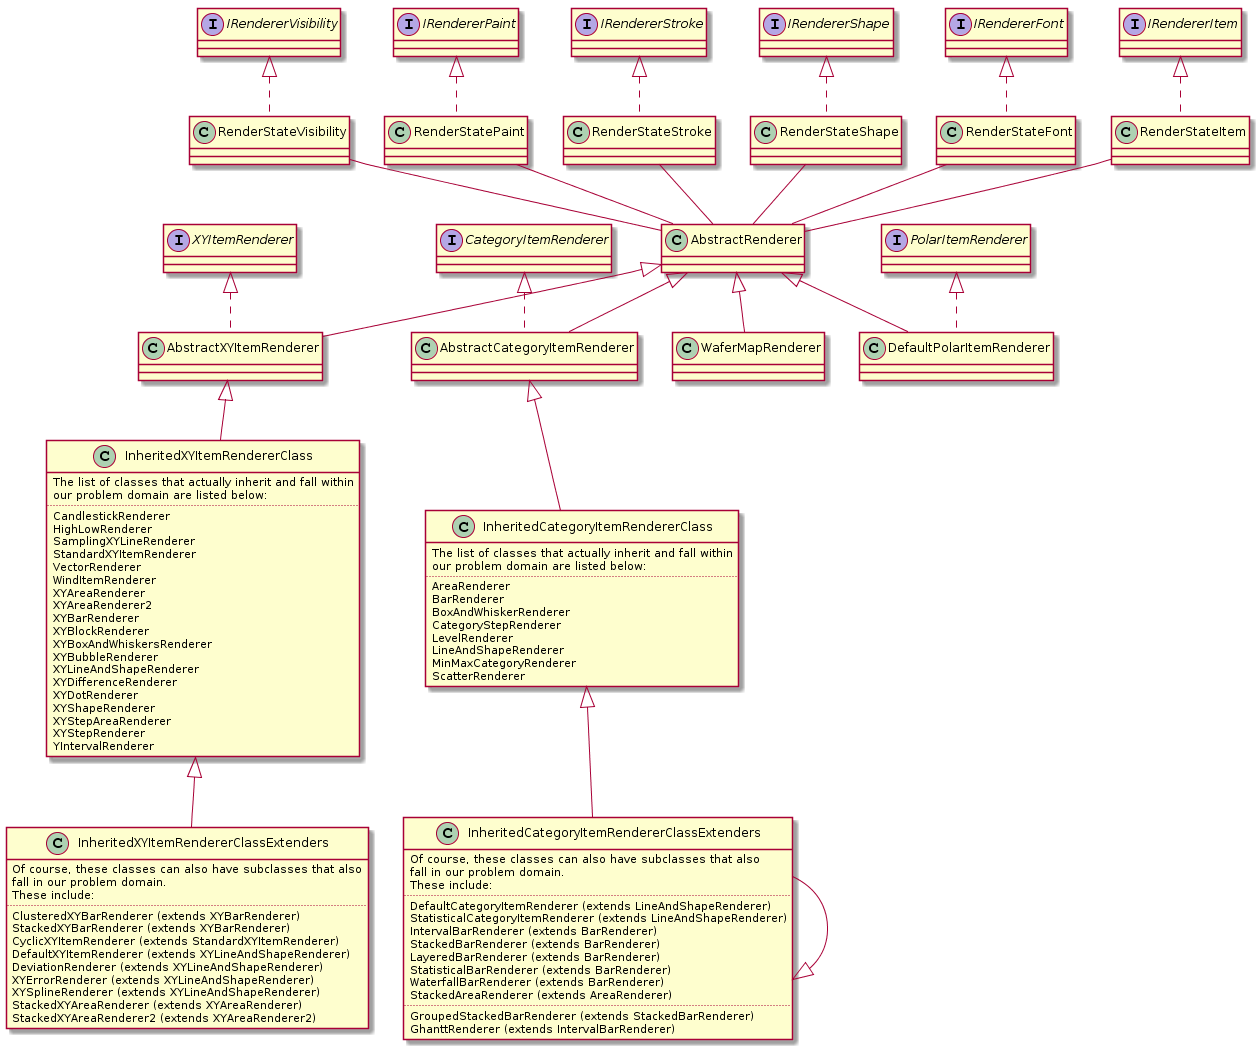 I IRendererVisibility
I IRendererPaint
I IRendererStroke
I IRendererShape
I IRendererFont
I IRendererItem
C RenderStateVisibility
C RenderStatePaint
C RenderStateStroke
C RenderStateShape
C RenderStateFont
C RenderStateItem
I XYItemRenderer
I CategoryItemRenderer
C AbstractRenderer
I PolarItemRenderer
C AbstractXYItemRenderer
C AbstractCategoryItemRenderer
C WaferMapRenderer
C DefaultPolarItemRenderer
C InheritedXYItemRendererClass
The list of classes that actually inherit and fall within
our problem domain are listed below:
CandlestickRenderer
HighLowRenderer
SamplingXYLineRenderer
StandardXYItemRenderer
VectorRenderer
WindItemRenderer
XYAreaRenderer
XYAreaRenderer2
XYBarRenderer
XYBlockRenderer
XYBoxAndWhiskersRenderer
XYBubbleRenderer
XYLineAndShapeRenderer
XYDifferenceRenderer
XYDotRenderer
XYShapeRenderer
XYStepAreaRenderer
XYStepRenderer
YIntervalRenderer
C InheritedCategoryItemRendererClass
The list of classes that actually inherit and fall within
our problem domain are listed below:
AreaRenderer
BarRenderer
BoxAndWhiskerRenderer
CategoryStepRenderer
LevelRenderer
LineAndShapeRenderer
MinMaxCategoryRenderer
ScatterRenderer
C InheritedXYItemRendererClassExtenders
Of course, these classes can also have subclasses that also
fall in our problem domain.
These include:
ClusteredXYBarRenderer (extends XYBarRenderer)
StackedXYBarRenderer (extends XYBarRenderer)
CyclicXYItemRenderer (extends StandardXYItemRenderer)
DefaultXYItemRenderer (extends XYLineAndShapeRenderer)
DeviationRenderer (extends XYLineAndShapeRenderer)
XYErrorRenderer (extends XYLineAndShapeRenderer)
XYSplineRenderer (extends XYLineAndShapeRenderer)
StackedXYAreaRenderer (extends XYAreaRenderer)
StackedXYAreaRenderer2 (extends XYAreaRenderer2)
C InheritedCategoryItemRendererClassExtenders
Of course, these classes can also have subclasses that also
fall in our problem domain.
These include:
DefaultCategoryItemRenderer (extends LineAndShapeRenderer)
StatisticalCategoryItemRenderer (extends LineAndShapeRenderer)
IntervalBarRenderer (extends BarRenderer)
StackedBarRenderer (extends BarRenderer)
LayeredBarRenderer (extends BarRenderer)
StatisticalBarRenderer (extends BarRenderer)
WaterfallBarRenderer (extends BarRenderer)
StackedAreaRenderer (extends AreaRenderer)
GroupedStackedBarRenderer (extends StackedBarRenderer)
GhanttRenderer (extends IntervalBarRenderer)